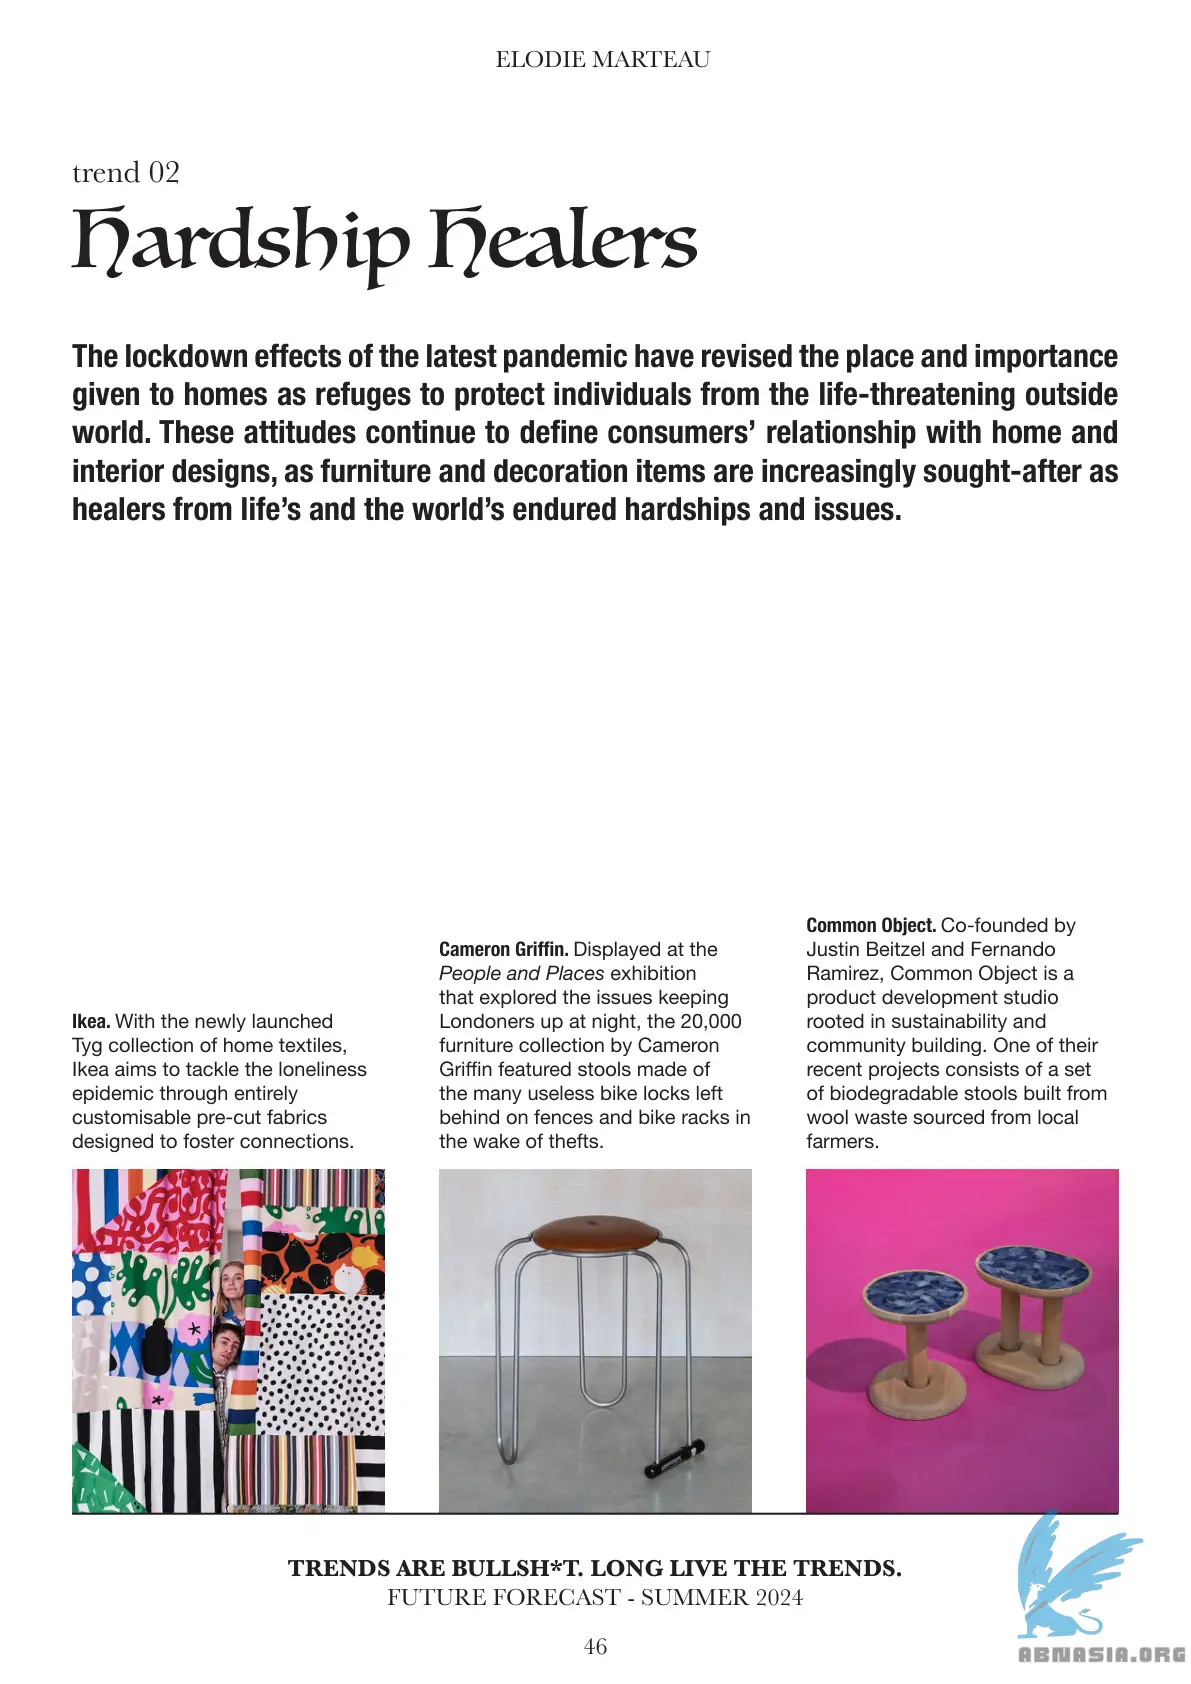 ELODIE MARTEAU
trend 02
Hardship Healers
The lockdown effects of the latest pandemic have revised the place and importance
given to homes as refuges to protect individuals from the life-threatening outside
world. These attitudes continue to define consumers’ relationship with home and
interior designs, as furniture and decoration items are increasingly sought-after as
healers from life’s and the world’s endured hardships and issues.
Ikea. With the newly launched
Tyg collection of home textiles,
Ikea aims to tackle the loneliness
epidemic through entirely
customisable pre-cut fabrics
designed to foster connections.
Cameron Griffin. Displayed at the
People and Places exhibition
that explored the issues keeping
Londoners up at night, the 20,000
furniture collection by Cameron
Griffin featured stools made of
the many useless bike locks left
behind on fences and bike racks in
the wake of thefts.
Common Object. Co-founded by
Justin Beitzel and Fernando
Ramirez, Common Object is a
product development studio
rooted in sustainability and
community building. One of their
recent projects consists of a set
of biodegradable stools built from
wool waste sourced from local
farmers.
TRENDS ARE BULLSH*T. LONG LIVE THE TRENDS.
FUTURE FORECAST - SUMMER 2024
46
ABNASIA.ORG